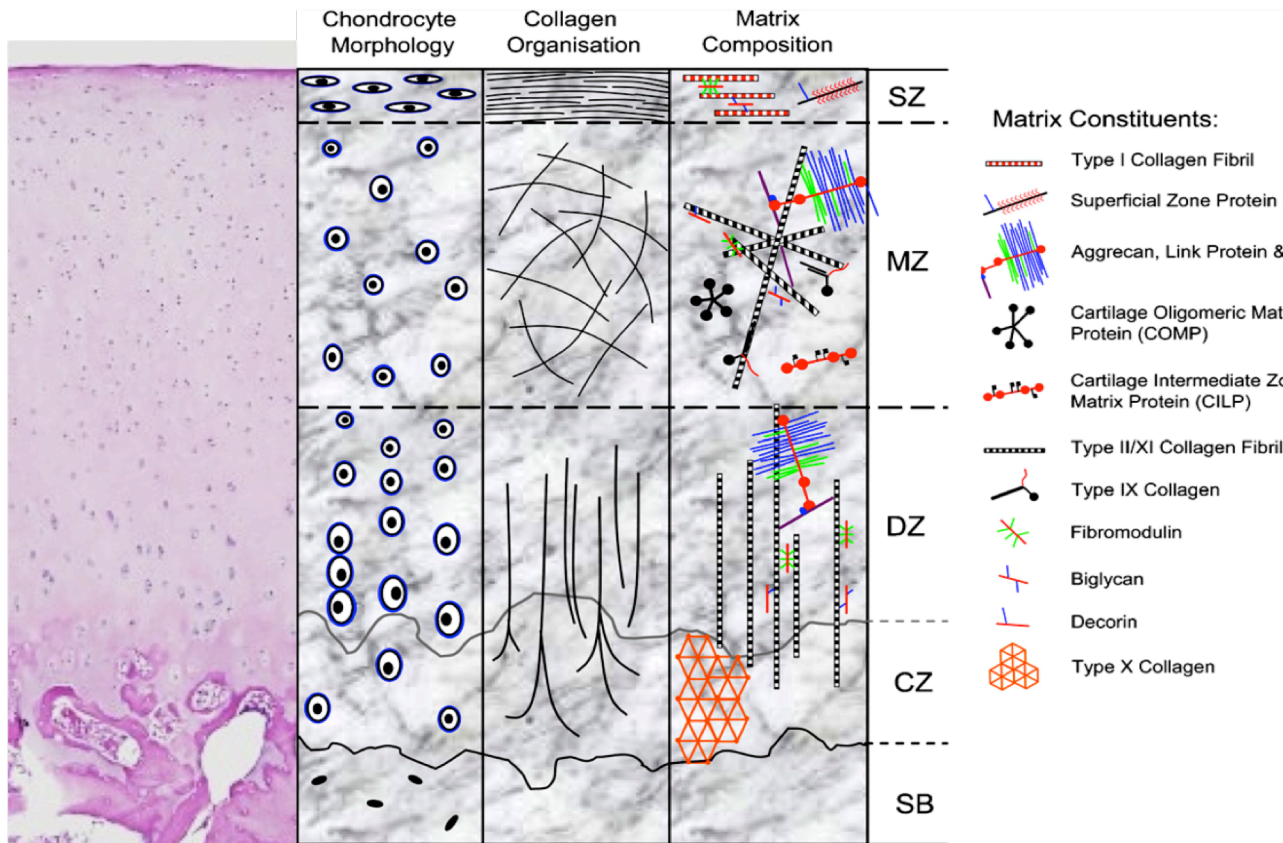 Chondrocyte
Morphology
Collagen
Organisation
Matrix
Composition
SZ
MZ
DZ
CZ
SB
Matrix Constituents:
Type I Collagen Fibril
Superficial Zone Protein
Aggrecan, Link Protein &
Cartilage Oligomeric Mat
Protein (COMP)
Cartilage Intermediate Zo
Matrix Protein (CILP)
Type II/XI Collagen Fibril
Type IX Collagen
Fibromodulin
Biglycan
Decorin
Type X Collagen